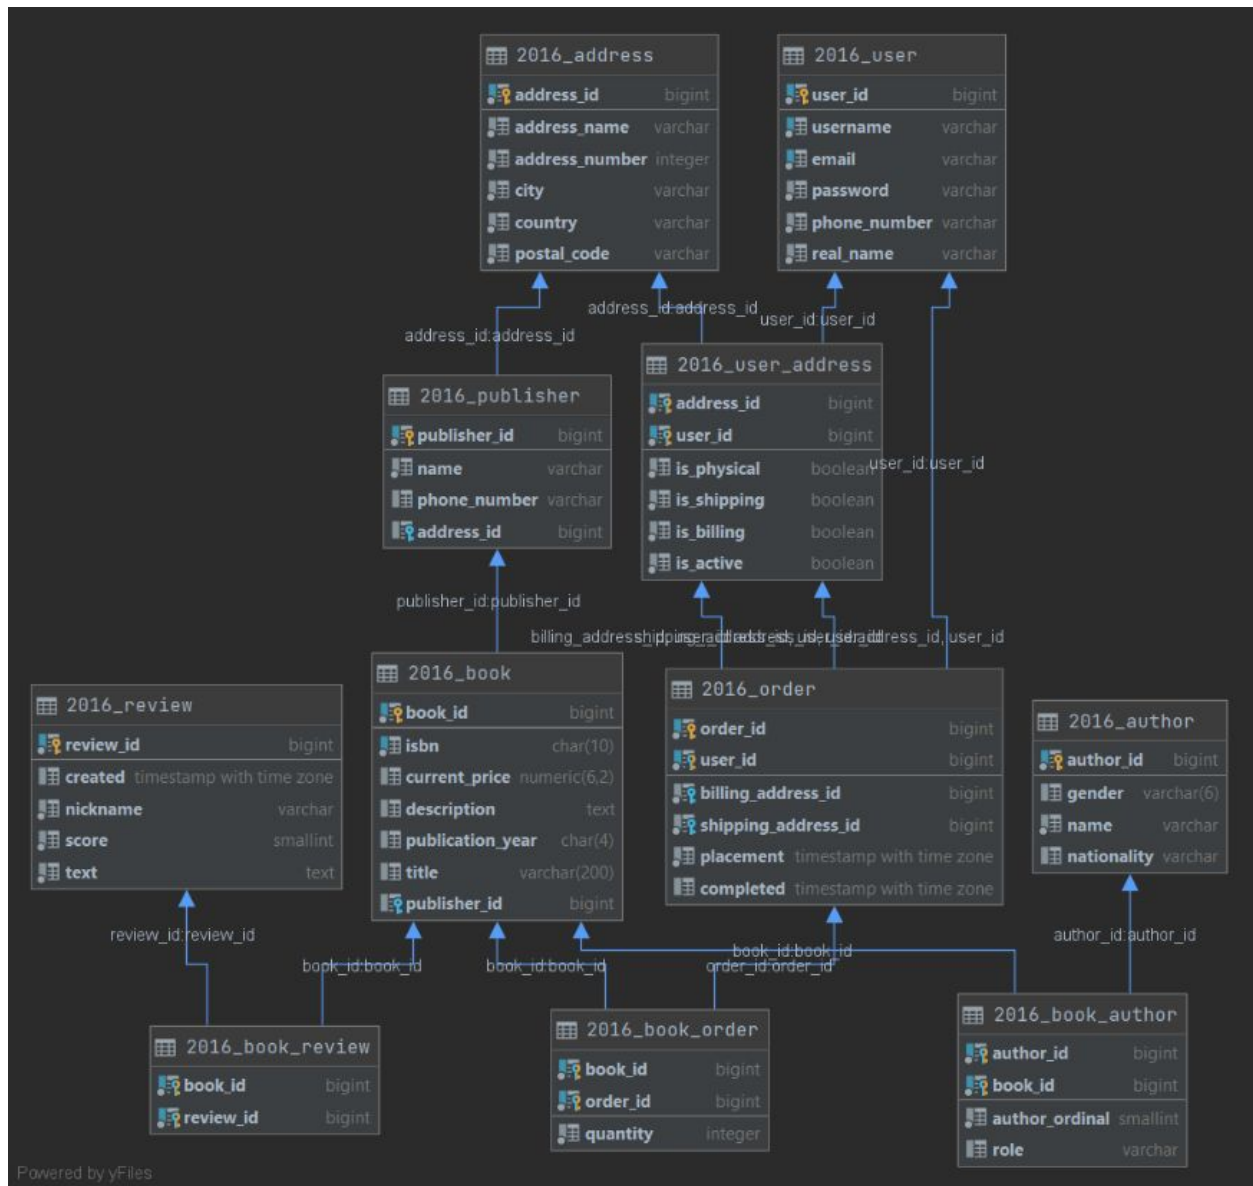 2016_address
address_id bigint
address_name varchar
address_number integer
city varchar
country varchar
postal_code varchar
2016_user
user_id bigint
username varchar
email varchar
password varchar
phone_number varchar
real_name varchar
address_id:address_id
address_id:address_id
user_id:user_id
2016_publisher
publisher_id bigint
name varchar
phone_number varchar
address_id bigint
2016_user_address
address_id bigint
user_id bigint
is_physical boolean
is_shipping boolean
is_billing boolean
is_active boolean
user_id:user_id
publisher_id:publisher_id
address_id, user_id
2016_review
review_id bigint
created timestamp with time zone
nickname varchar
score smallint
text text
2016_book
book_id bigint
isbn char(10)
current_price numeric(6,2)
description text
publication_year char(4)
title varchar(200)
publisher_id bigint
2016_order
order_id bigint
user_id bigint
billing_address_id bigint
shipping_address_id bigint
placement timestamp with time zone
completed timestamp with time zone
2016_author
author_id bigint
gender varchar(6)
name varchar
nationality varchar
review_id:review_id
book_id:book_id
book_id:book_id
book_id:book_id
order_id:order_id
author_id:author_id
2016_book_review
book_id bigint
review_id bigint
2016_book_order
book_id bigint
order_id bigint
quantity integer
2016_book_author
author_id bigint
book_id bigint
author_ordinal smallint
role varchar
Powered by yFiles